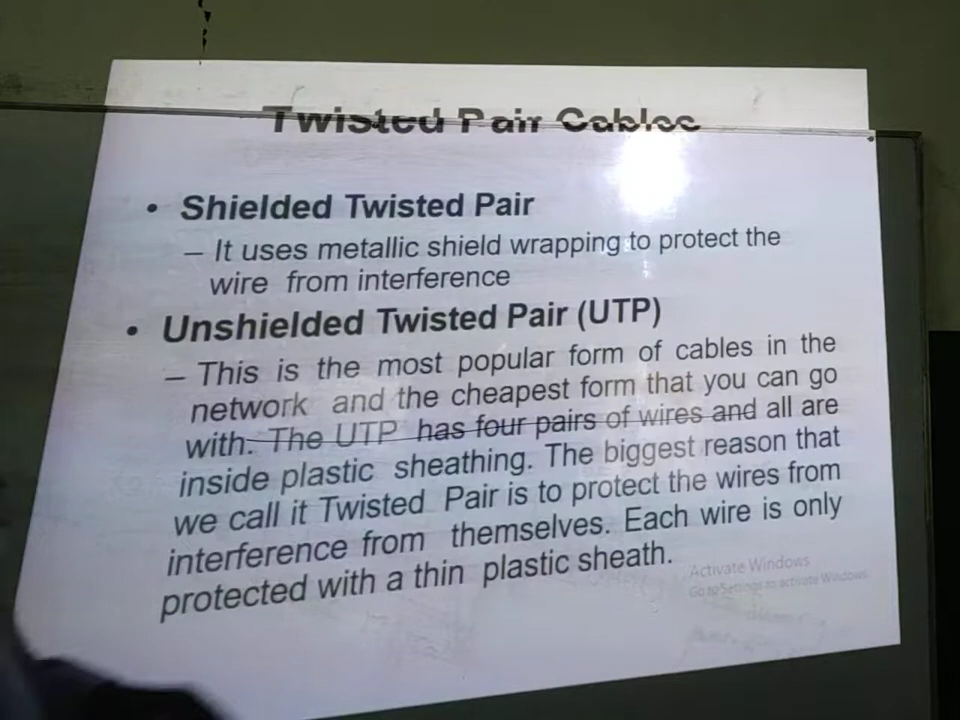 Twisted Pair Cables
• Shielded Twisted Pair
– It uses metallic shield wrapping to protect the
wire from interference
• Unshielded Twisted Pair (UTP)
– This is the most popular form of cables in the
network and the cheapest form that you can go
with. The UTP has four pairs of wires and all are
inside plastic sheathing. The biggest reason that
we call it Twisted Pair is to protect the wires from
interference from themselves. Each wire is only
protected with a thin plastic sheath.
Activate Windows
Go to Settings to activate Windows.